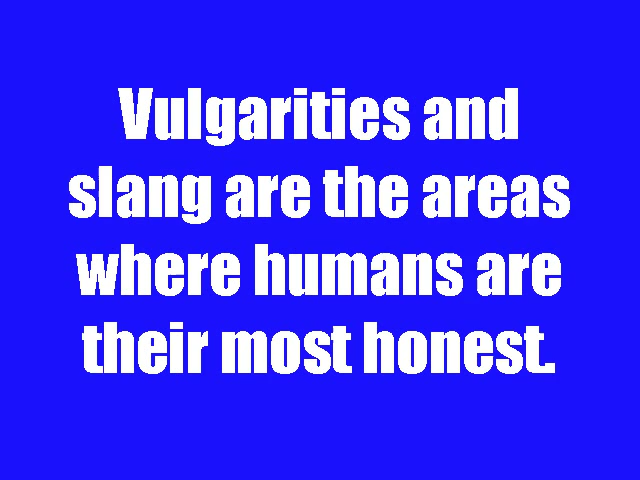 Vulgarities and
slang are the areas
where humans are
their most honest.